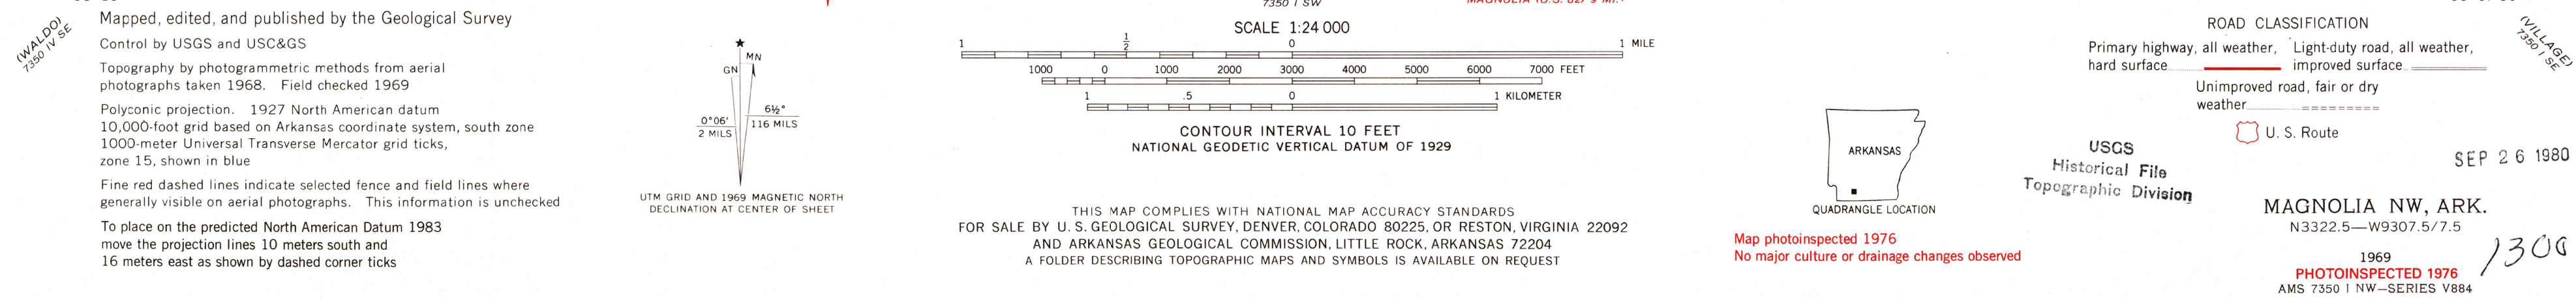 (WALDO)
7350 IV SE
Mapped, edited, and published by the Geological Survey
Control by USGS and USC&GS
Topography by photogrammetric methods from aerial
photographs taken 1968. Field checked 1969
Polyconic projection. 1927 North American datum
10,000-foot grid based on Arkansas coordinate system, south zone
1000-meter Universal Transverse Mercator grid ticks,
zone 15, shown in blue
Fine red dashed lines indicate selected fence and field lines where
generally visible on aerial photographs. This information is unchecked
To place on the predicted North American Datum 1983
move the projection lines 10 meters south and
16 meters east as shown by dashed corner ticks
★
MN
GN
0°06′
2 MILS
6½°
116 MILS
UTM GRID AND 1969 MAGNETIC NORTH
DECLINATION AT CENTER OF SHEET
7350 I SW
SCALE 1:24 000
1 ½ 0 1 MILE
1000 0 1000 2000 3000 4000 5000 6000 7000 FEET
1 .5 0 1 KILOMETER
CONTOUR INTERVAL 10 FEET
NATIONAL GEODETIC VERTICAL DATUM OF 1929
THIS MAP COMPLIES WITH NATIONAL MAP ACCURACY STANDARDS
FOR SALE BY U. S. GEOLOGICAL SURVEY, DENVER, COLORADO 80225, OR RESTON, VIRGINIA 22092
AND ARKANSAS GEOLOGICAL COMMISSION, LITTLE ROCK, ARKANSAS 72204
A FOLDER DESCRIBING TOPOGRAPHIC MAPS AND SYMBOLS IS AVAILABLE ON REQUEST
ARKANSAS
QUADRANGLE LOCATION
Map photoinspected 1976
No major culture or drainage changes observed
ROAD CLASSIFICATION
Primary highway, all weather,
hard surface
Light-duty road, all weather,
improved surface
Unimproved road, fair or dry
weather
U. S. Route
(VILLAGE)
7350 I SE
USGS
Historical File
Topographic Division
SEP 26 1980
MAGNOLIA NW, ARK.
N3322.5—W9307.5/7.5
1969
PHOTOINSPECTED 1976
AMS 7350 I NW—SERIES V884
1300